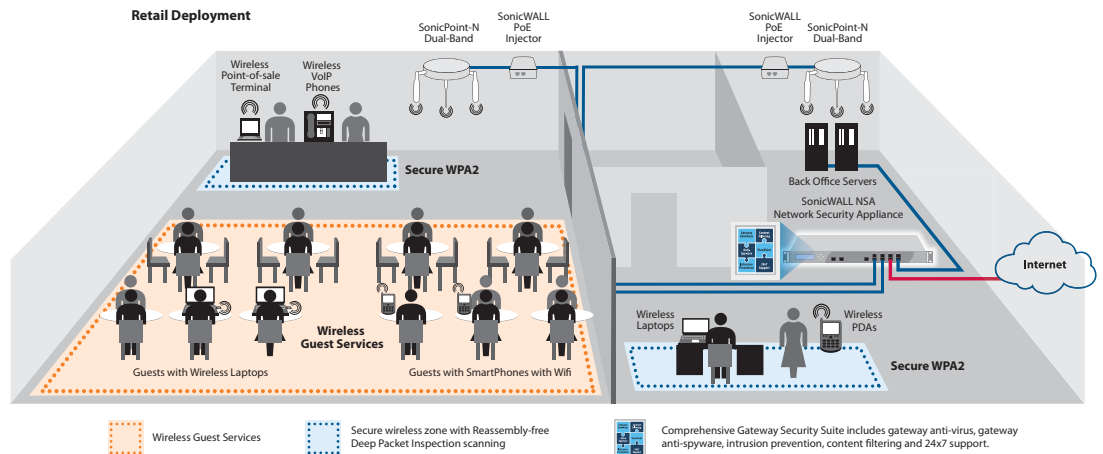 Retail Deployment
SonicPoint-N
Dual-Band
SonicWALL
PoE
Injector
SonicWALL
PoE
Injector
SonicPoint-N
Dual-Band
Wireless
Point-of-sale
Terminal
Wireless
VoIP
Phones
Secure WPA2
Back Office Servers
SonicWALL NSA
Network Security Appliance
Internet
Wireless
Guest Services
Guests with Wireless Laptops
Guests with SmartPhones with Wifi
Wireless
Laptops
Wireless
PDAs
Secure WPA2
Wireless Guest Services
Secure wireless zone with Reassembly-free
Deep Packet Inspection scanning
Comprehensive Gateway Security Suite includes gateway anti-virus, gateway
anti-spyware, intrusion prevention, content filtering and 24x7 support.